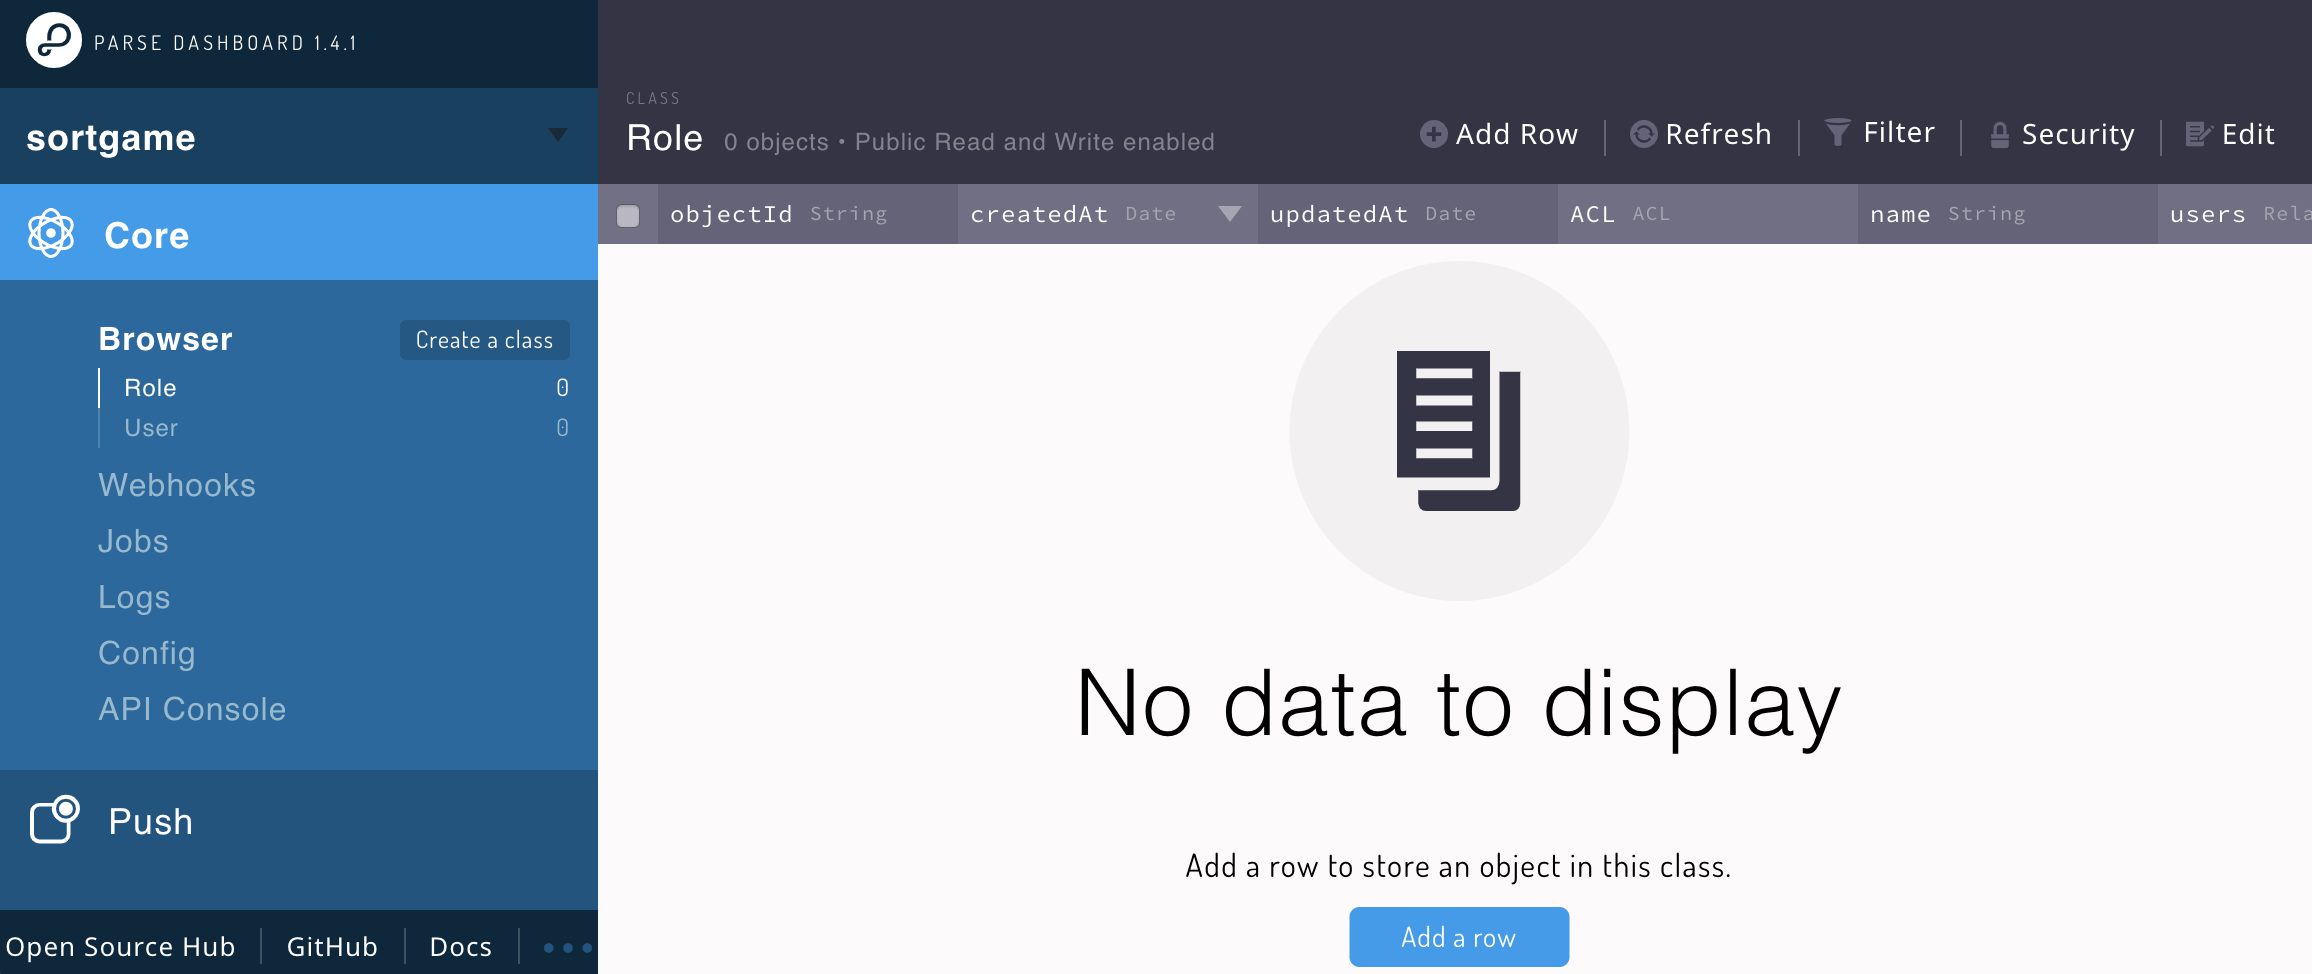 PARSE DASHBOARD 1.4.1
sortgame
Core
Browser
Create a class
Role 0
User 0
Webhooks
Jobs
Logs
Config
API Console
Push
Open Source Hub
GitHub
Docs
CLASS
Role 0 objects • Public Read and Write enabled
Add Row
Refresh
Filter
Security
Edit
objectId String
createdAt Date
updatedAt Date
ACL ACL
name String
users Rela
No data to display
Add a row to store an object in this class.
Add a row